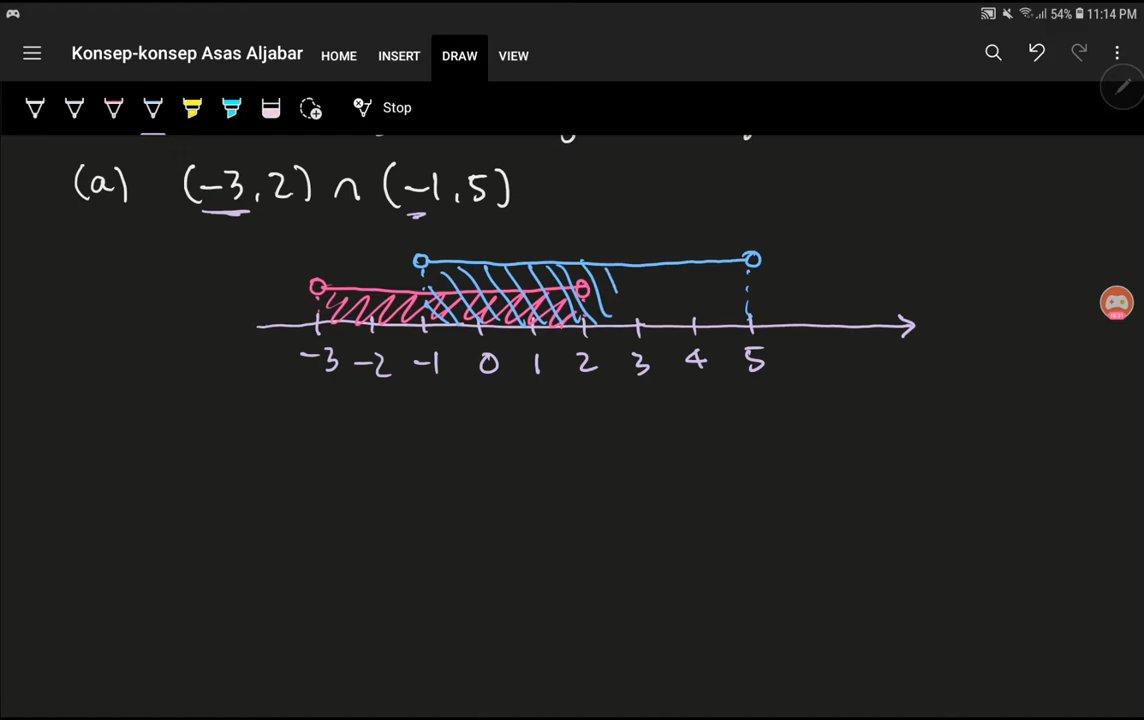 54% 11:14 PM
Konsep-konsep Asas Aljabar HOME INSERT DRAW VIEW
Stop
(a) (-3, 2) ∩ (-1, 5)
-3 -2 -1 0 1 2 3 4 5